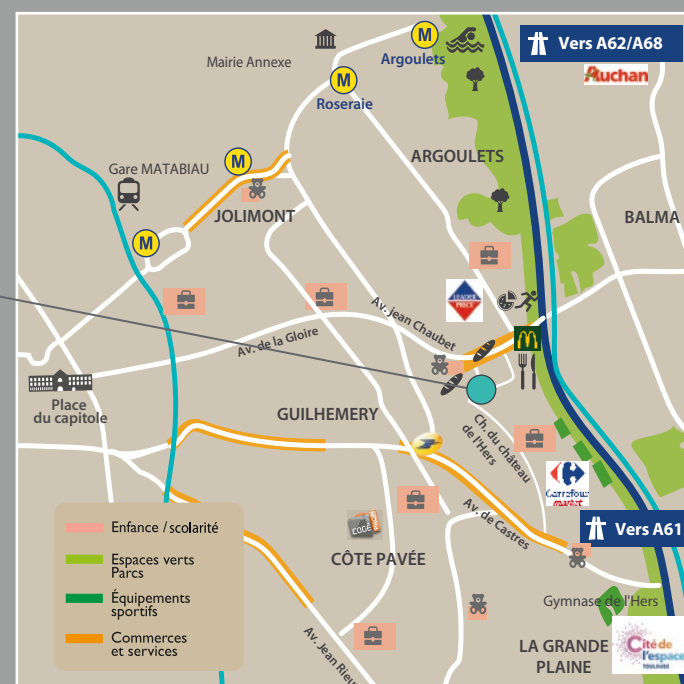 Vers A62/A68
Auchan
M
Argoulets
Mairie Annexe
M
Roseraie
ARGOULETS
Gare MATABIAU
M
JOLIMONT
BALMA
M
LEADER
PRICE
Av. jean Chaubet
Av. de la Gloire
Place
du capitole
GUILHEMERY
Ch. du château
de l'Hers
Carrefour
market
Av. de Castres
Vers A61
CÔTE PAVÉE
Enfance / scolarité
Espaces verts
Parcs
Équipements
sportifs
Commerces
et services
Gymnase de l'Hers
Av. Jean Rieu
LA GRANDE
PLAINE
Cité de
l'espace
TOULOUSE